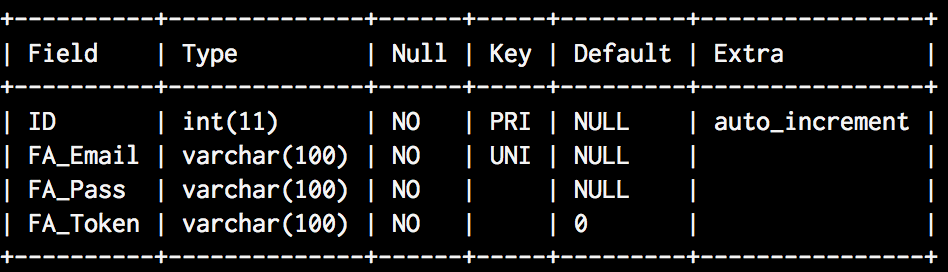 +----------+--------------+------+-----+---------+----------------+
| Field    | Type         | Null | Key | Default | Extra          |
+----------+--------------+------+-----+---------+----------------+
| ID       | int(11)      | NO   | PRI | NULL    | auto_increment |
| FA_Email | varchar(100) | NO   | UNI | NULL    |                |
| FA_Pass  | varchar(100) | NO   |     | NULL    |                |
| FA_Token | varchar(100) | NO   |     | 0       |                |
+----------+--------------+------+-----+---------+----------------+